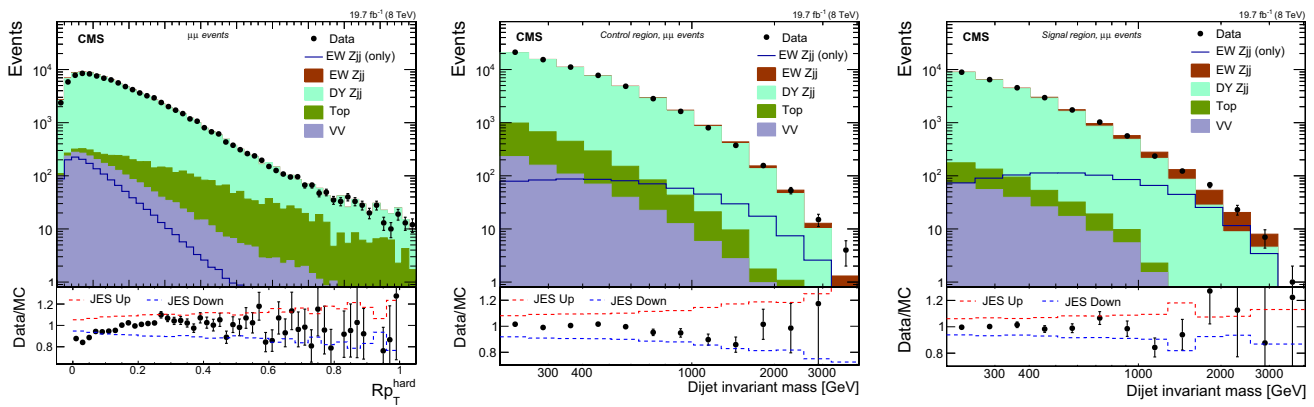 19.7 fb⁻¹ (8 TeV)
CMS
μμ events
Data
EW Zjj (only)
EW Zjj
DY Zjj
Top
VV
Events
10⁴
10³
10²
10
1
Data/MC
1.2
1
0.8
JES Up
JES Down
0
0.2
0.4
0.6
0.8
1
Rp_T^hard
19.7 fb⁻¹ (8 TeV)
CMS
Control region, μμ events
Data
EW Zjj (only)
EW Zjj
DY Zjj
Top
VV
Events
10⁴
10³
10²
10
1
Data/MC
1.2
1
0.8
JES Up
JES Down
300
400
1000
2000
3000
Dijet invariant mass [GeV]
19.7 fb⁻¹ (8 TeV)
CMS
Signal region, μμ events
Data
EW Zjj (only)
EW Zjj
DY Zjj
Top
VV
Events
10⁴
10³
10²
10
1
Data/MC
1.2
1
0.8
JES Up
JES Down
300
400
1000
2000
3000
Dijet invariant mass [GeV]